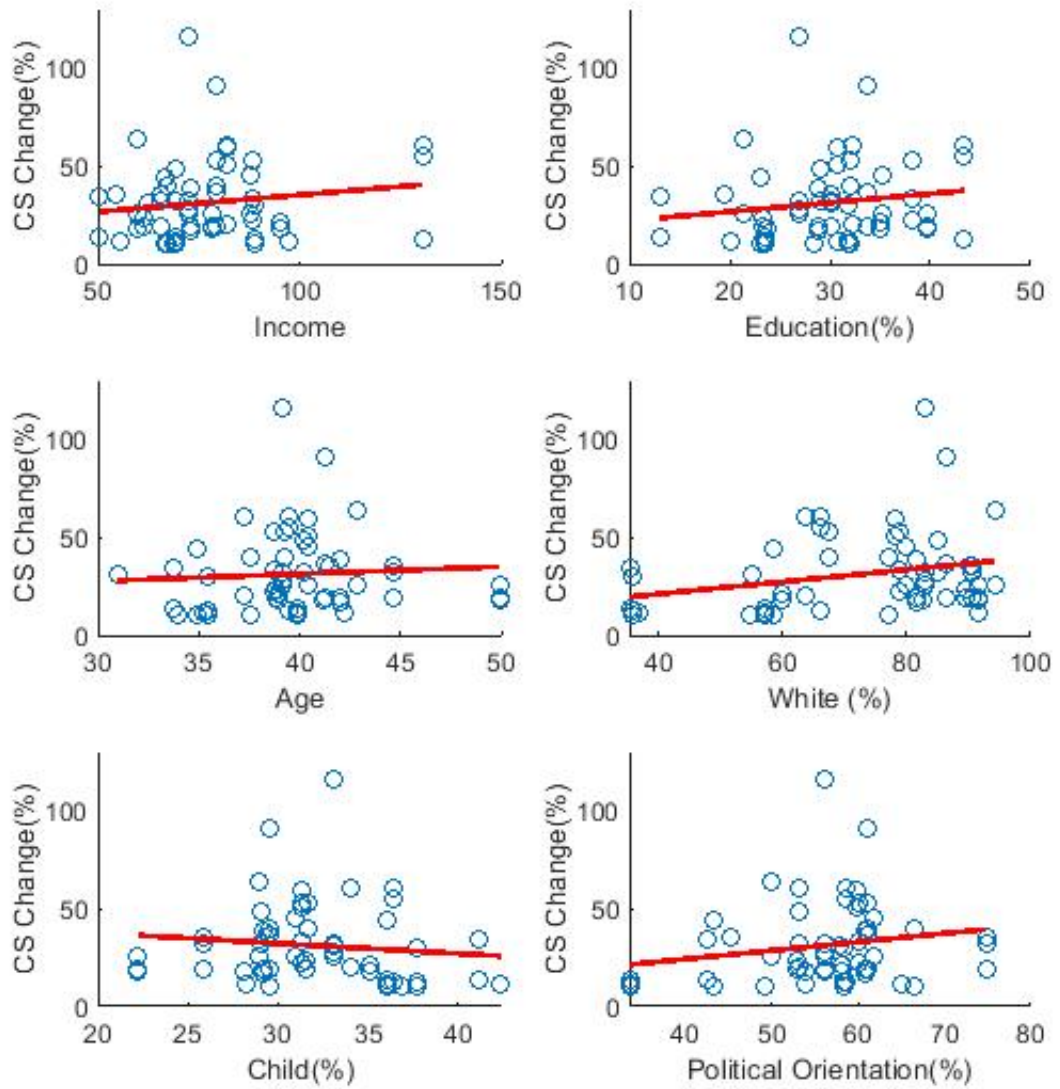 CS Change(%)
100
50
0
50 100 150
Income
CS Change(%)
100
50
0
10 20 30 40 50
Education(%)
CS Change(%)
100
50
0
30 35 40 45 50
Age
CS Change(%)
100
50
0
40 60 80 100
White (%)
CS Change(%)
100
50
0
20 25 30 35 40
Child(%)
CS Change(%)
100
50
0
40 50 60 70 80
Political Orientation(%)